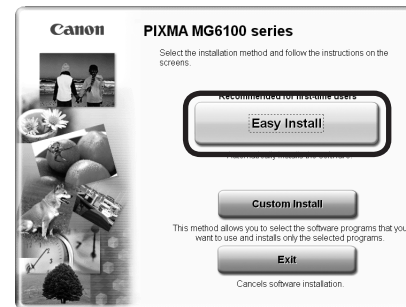 Canon
PIXMA MG6100 series
Select the installation method and follow the instructions on the
screens.
Recommended for first-time users
Easy Install
Custom Install
This method allows you to select the software programs that you
want to use and installs only the selected programs.
Exit
Cancels software installation.